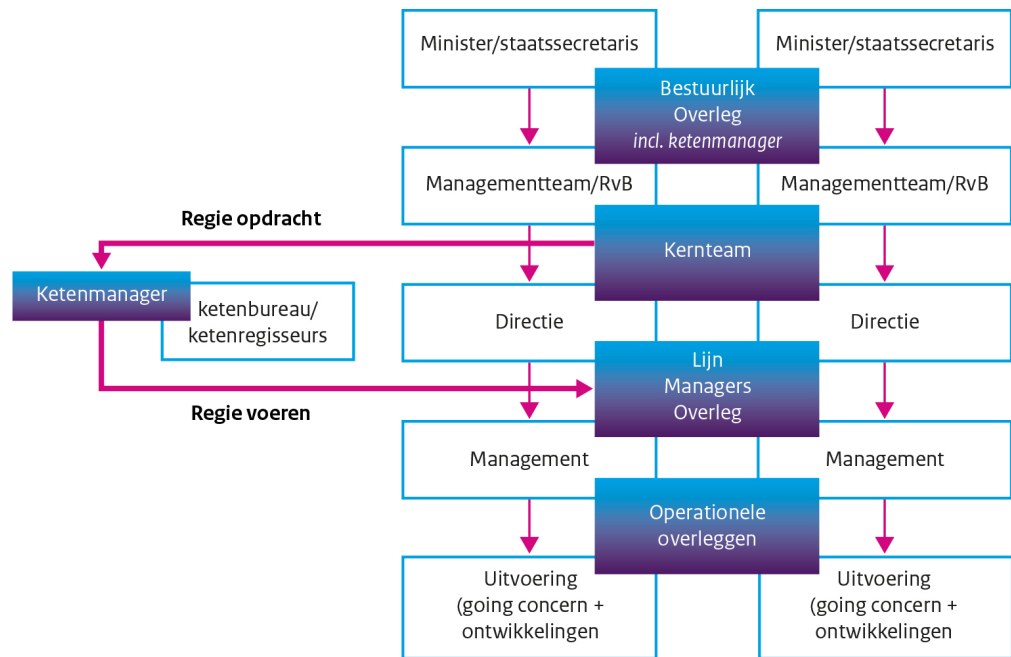 Minister/staatssecretaris
Minister/staatssecretaris
Bestuurlijk
Overleg
incl. ketenmanager
Managementteam/RvB
Managementteam/RvB
Regie opdracht
Kernteam
Ketenmanager
ketenbureau/
ketenregisseurs
Directie
Directie
Lijn
Managers
Overleg
Regie voeren
Management
Management
Operationele
overleggen
Uitvoering
(going concern +
ontwikkelingen
Uitvoering
(going concern +
ontwikkelingen